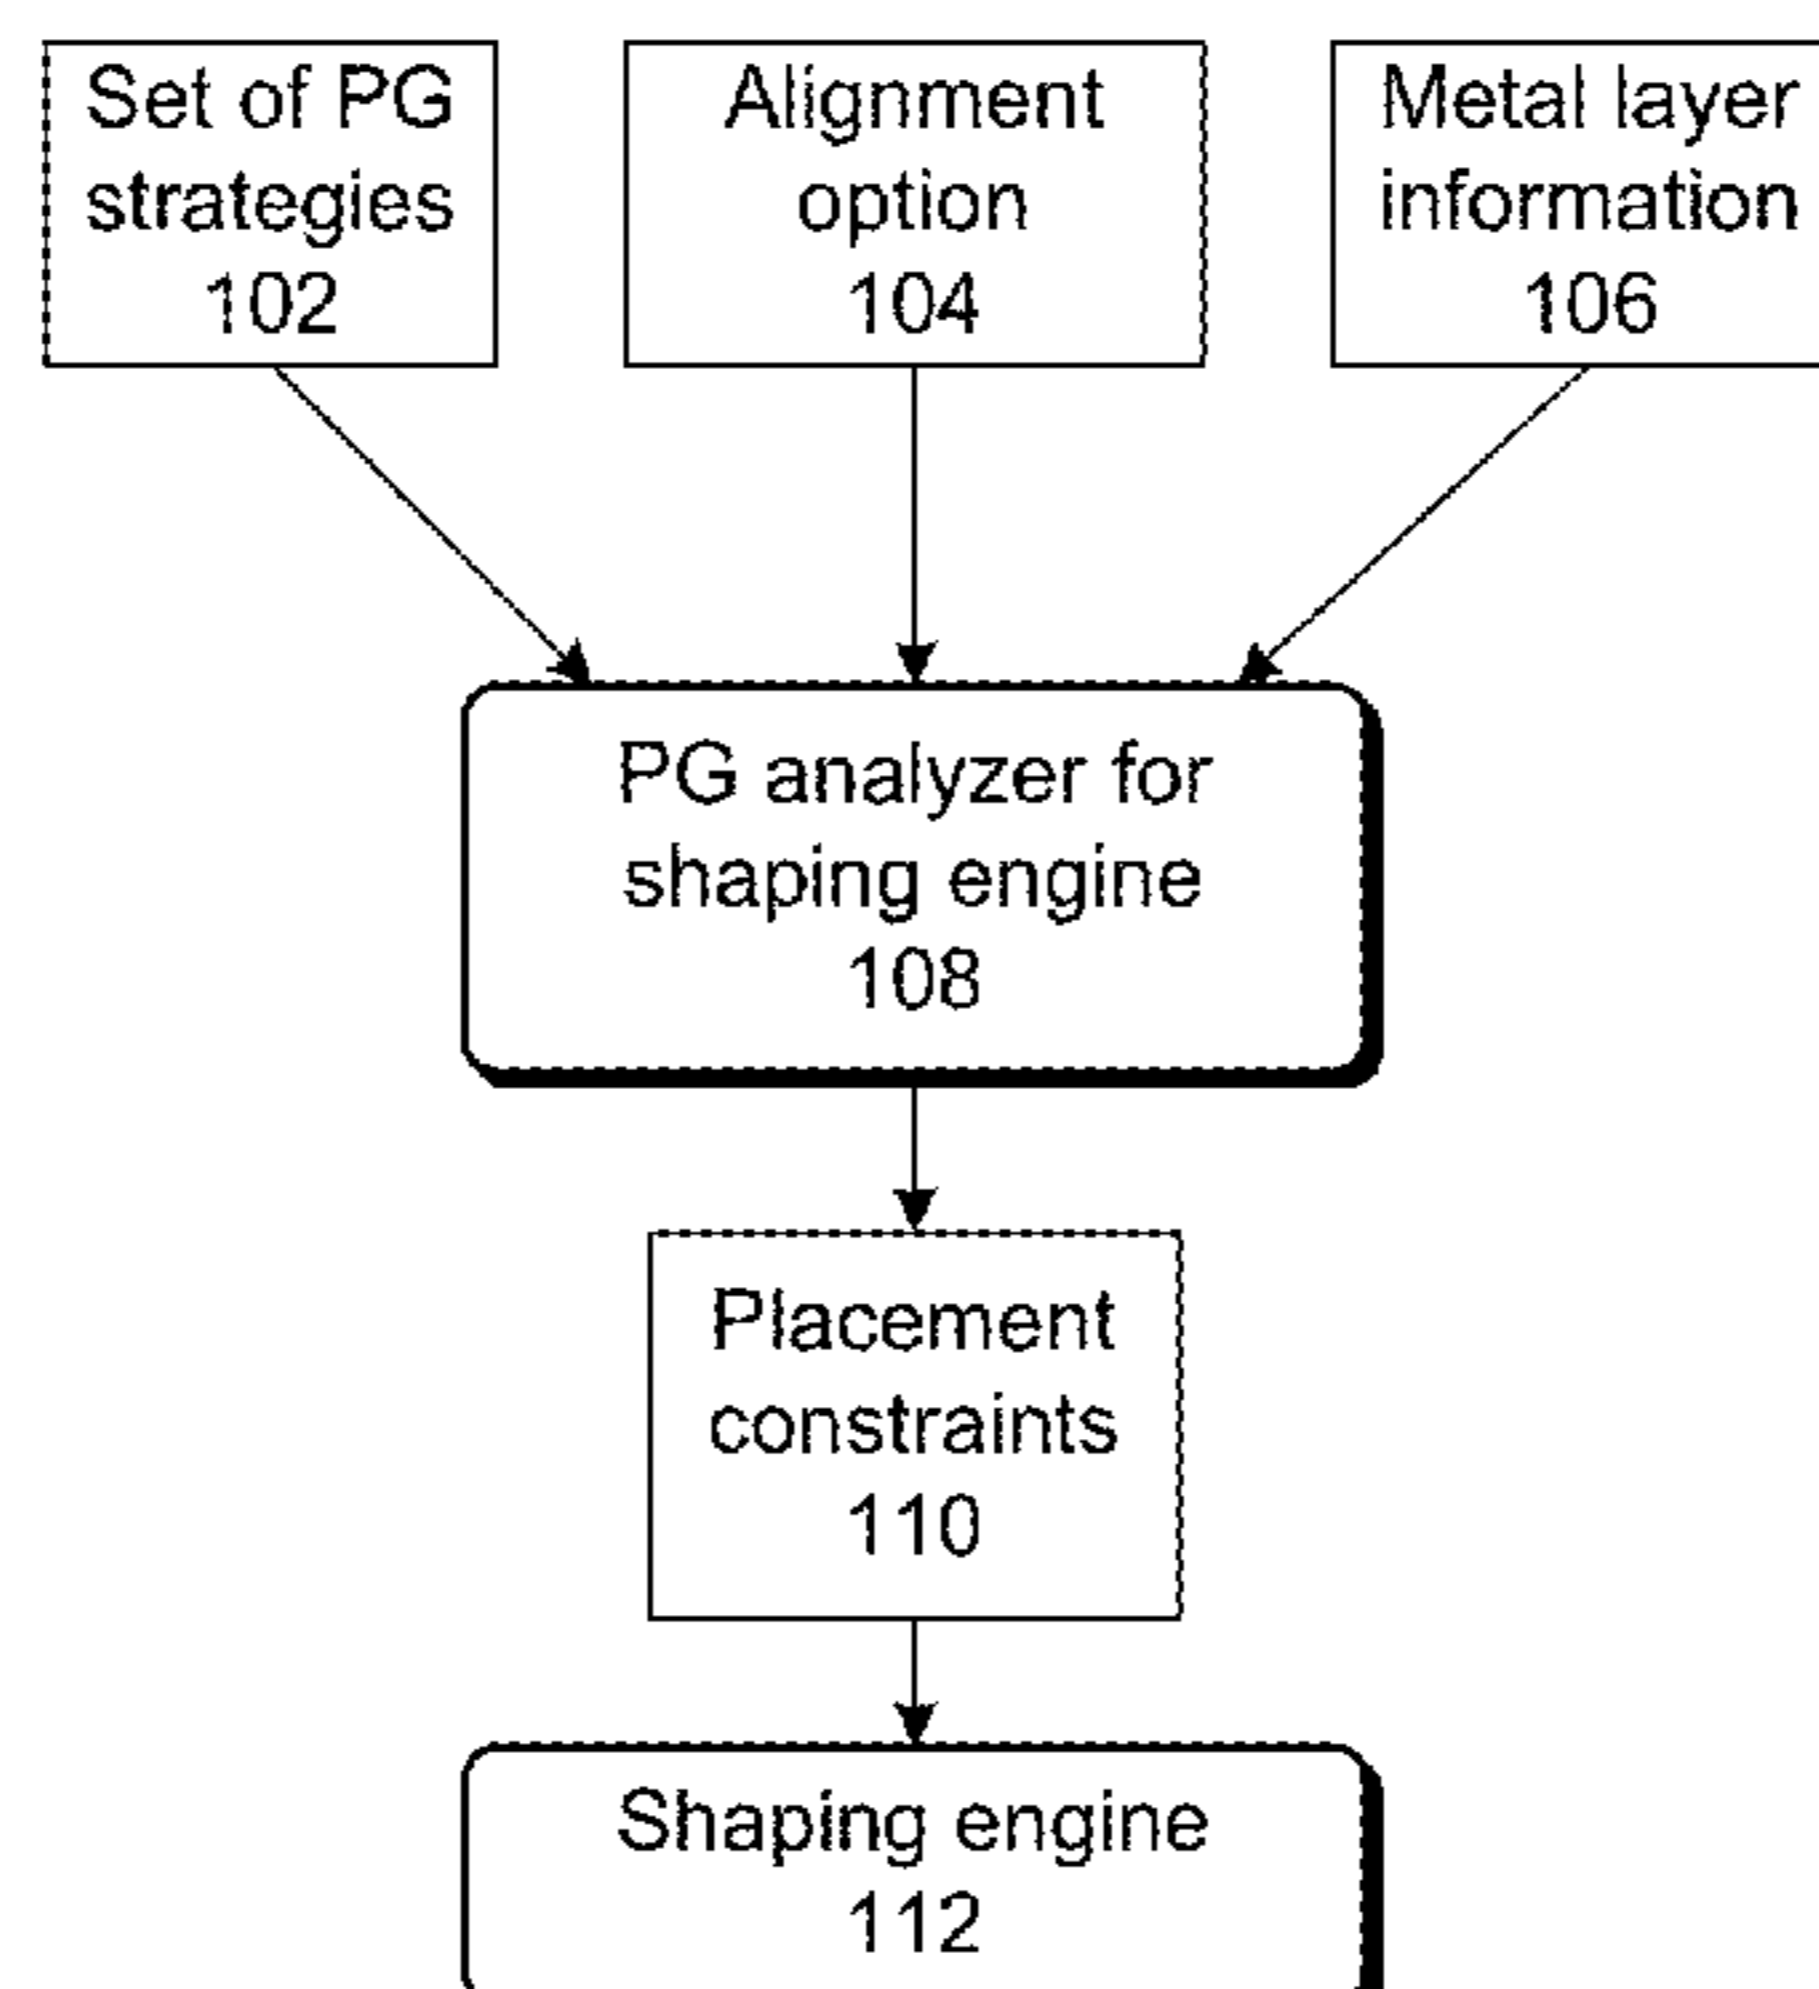 Set of PG
strategies
102
Alignment
option
104
Metal layer
information
106
PG analyzer for
shaping engine
108
Placement
constraints
110
Shaping engine
112